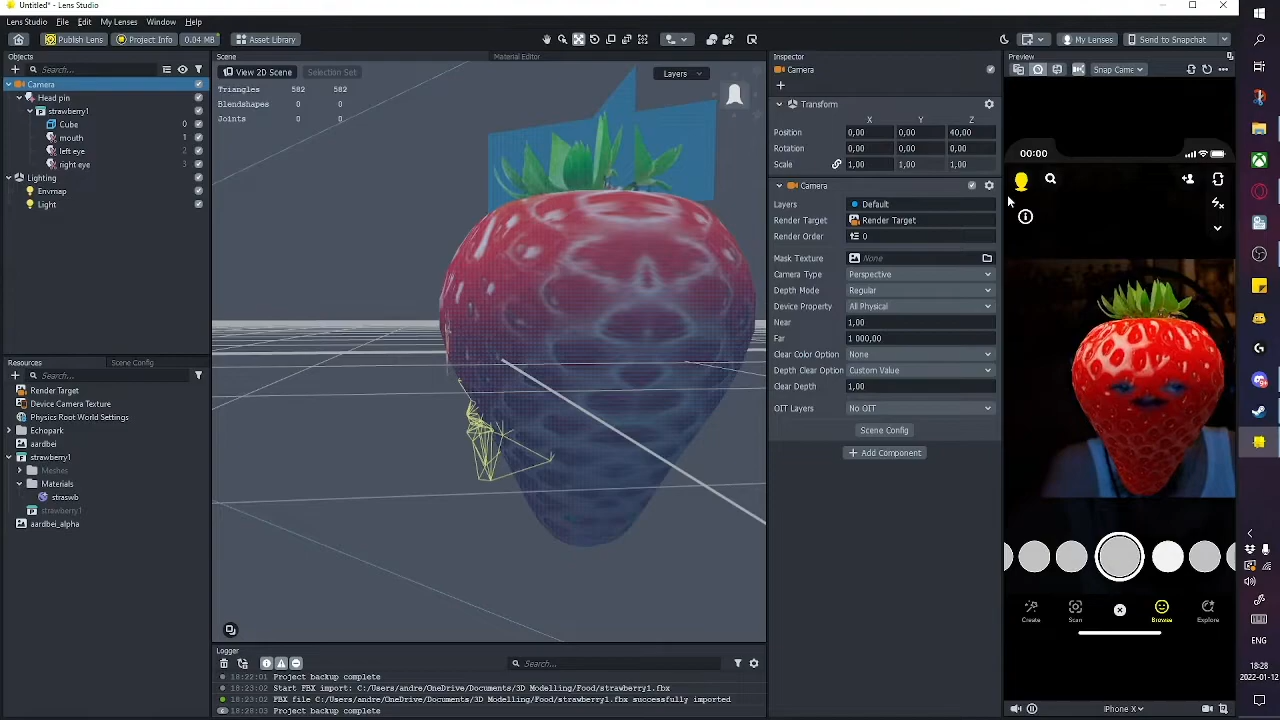 Untitled* - Lens Studio
Lens Studio File Edit My Lenses Window Help
Publish Lens Project Info 0.04 MB Asset Library My Lenses Send to Snapchat
Objects
Search...
Camera
Head pin
strawberry1
Cube 0
mouth 1
left eye 2
right eye 3
Lighting
Envmap
Light
Resources Scene Config
Search...
Render Target
Device Camera Texture
Physics Root World Settings
Echopark
aardbei
strawberry1
Meshes
Materials
straswb
strawberry1
aardbei_alpha
Scene Material Editor
View 2D Scene Selection Set Layers
Triangles 582 582
Blendshapes 0 0
Joints 0 0
Logger
Search...
18:22:01 Project backup complete
18:23:02 Start FBX import: C:/Users/andre/OneDrive/Documents/3D Modelling/Food/strawberry1.fbx
18:23:02 FBX file C:/Users/andre/OneDrive/Documents/3D Modelling/Food/strawberry1.fbx successfully imported
18:28:03 Project backup complete
Inspector
Camera
Transform
X Y Z
Position 0,00 0,00 40,00
Rotation 0,00 0,00 0,00
Scale 1,00 1,00 1,00
Camera
Layers Default
Render Target Render Target
Render Order 0
Mask Texture None
Camera Type Perspective
Depth Mode Regular
Device Property All Physical
Near 1,00
Far 1 000,00
Clear Color Option None
Depth Clear Option Custom Value
Clear Depth 1,00
OIT Layers No OIT
Scene Config
Add Component
Preview
Snap Came
00:00
Create Scan Browse Explore
iPhone X
ENG
18:28
2022-01-12